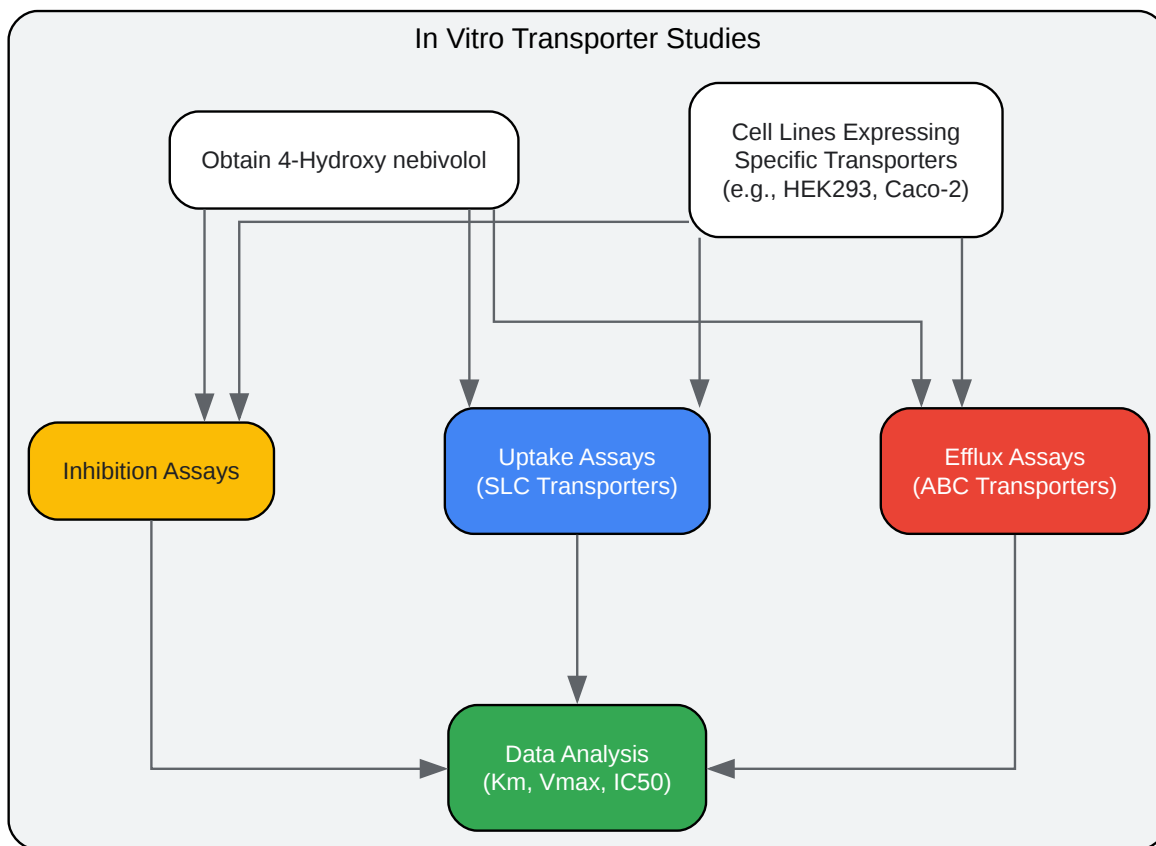 In Vitro Transporter Studies
Obtain 4-Hydroxy nebivolol
Cell Lines Expressing
Specific Transporters
(e.g., HEK293, Caco-2)
Inhibition Assays
Uptake Assays
(SLC Transporters)
Efflux Assays
(ABC Transporters)
Data Analysis
(Km, Vmax, IC50)